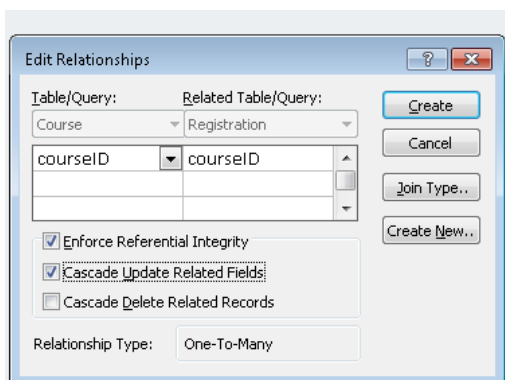 Edit Relationships
Table/Query: Related Table/Query:
Course Registration
Create
courseID courseID
Cancel
Join Type..
Create New..
Enforce Referential Integrity
Cascade Update Related Fields
Cascade Delete Related Records
Relationship Type: One-To-Many